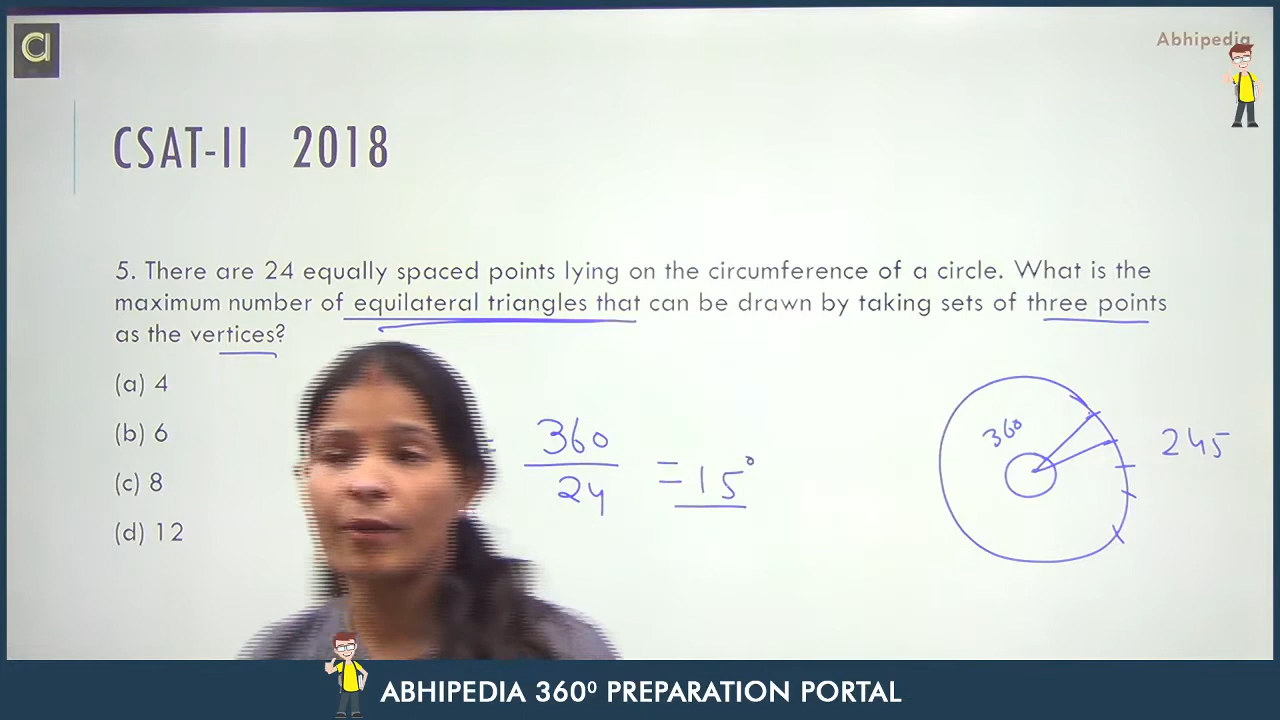 Abhipedia
CSAT-II 2018
5. There are 24 equally spaced points lying on the circumference of a circle. What is the
maximum number of equilateral triangles that can be drawn by taking sets of three points
as the vertices?
(a) 4
(b) 6
(c) 8
(d) 12
360
24
= 15°
360
245
ABHIPEDIA 360⁰ PREPARATION PORTAL